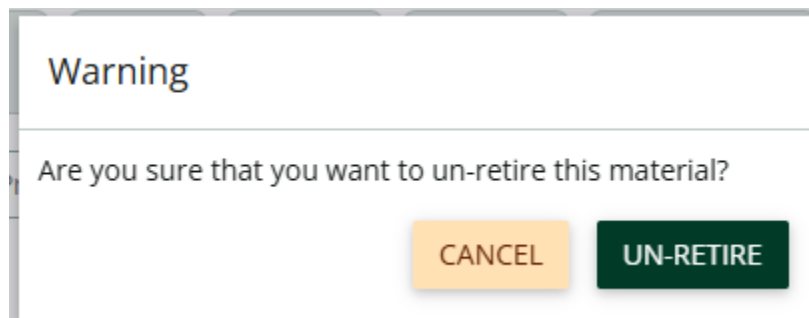 Warning
Are you sure that you want to un-retire this material?
CANCEL UN-RETIRE